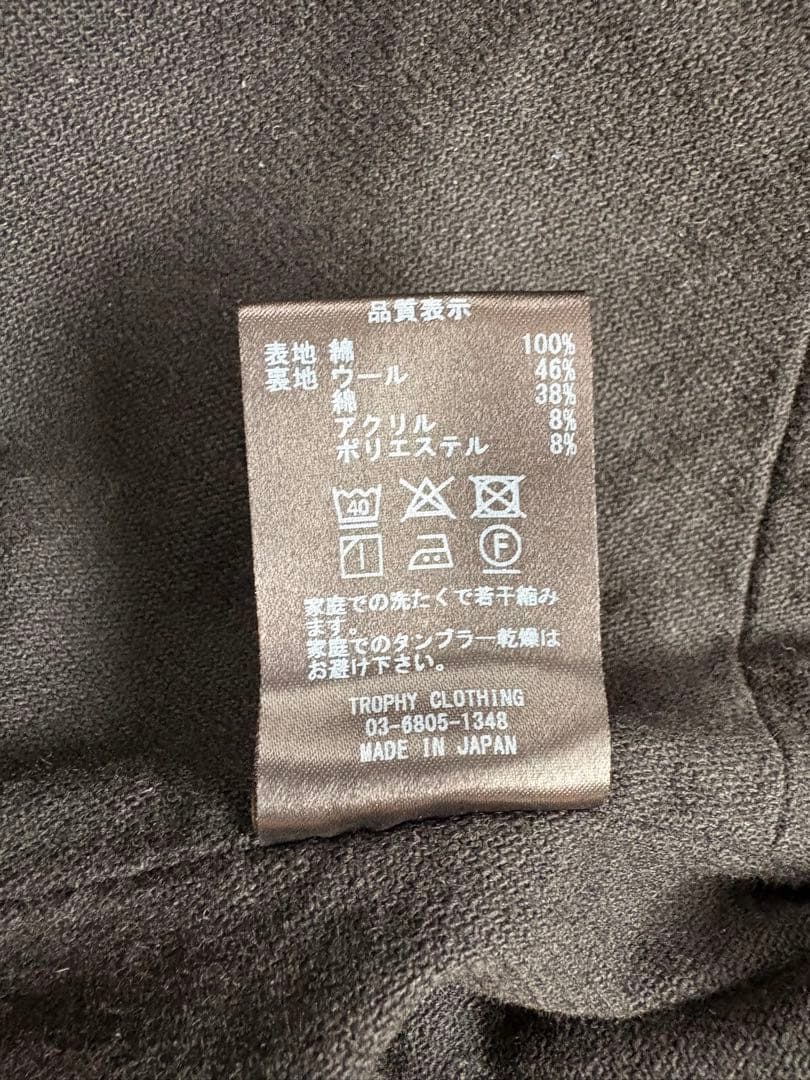 品質表示
表地 綿 100%
裏地 ウール 46%
綿 38%
アクリル 8%
ポリエステル 8%
40
F
家庭での洗たくで若干縮み
ます。
家庭でのタンブラー乾燥は
お避け下さい。
TROPHY CLOTHING
03-6805-1348
MADE IN JAPAN